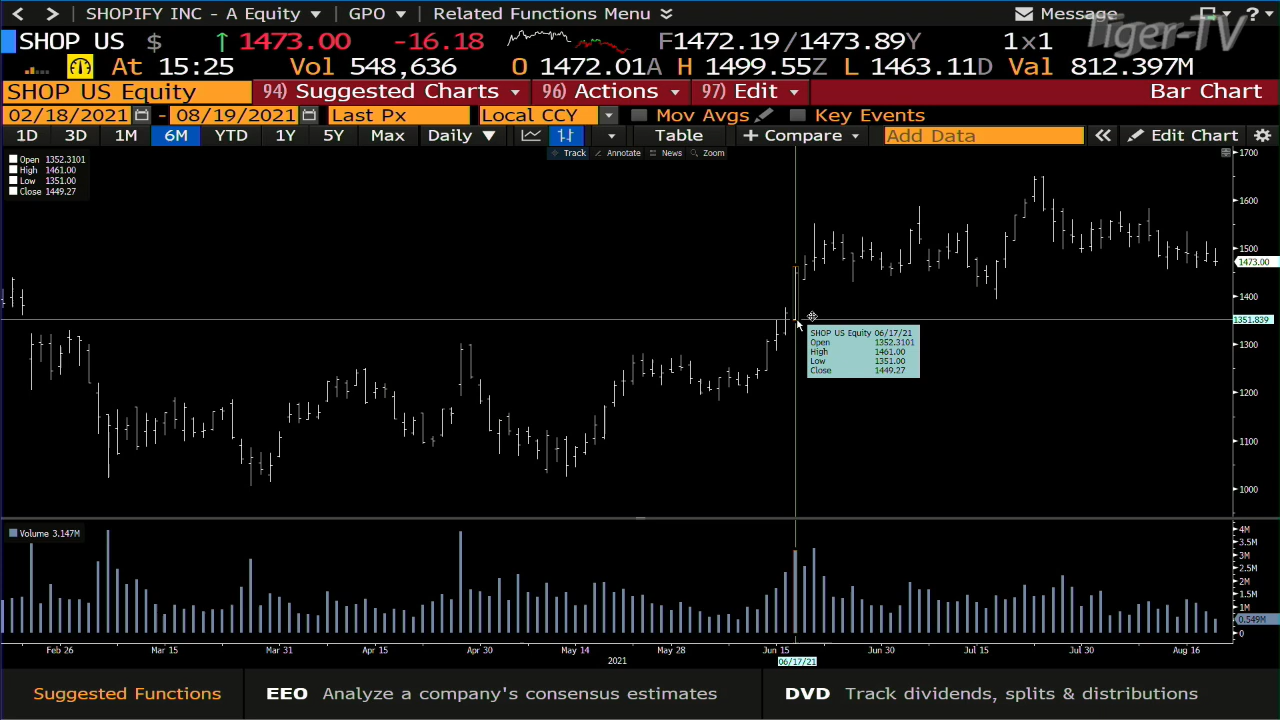 < > SHOPIFY INC - A Equity ▼ GPO ▼ Related Functions Menu Message ? Tiger-TV
SHOP US $ ↑ 1473.00 -16.18 F1472.19 /1473.89Y 1×1
At 15:25 Vol 548,636 O 1472.01A H 1499.55Z L 1463.11D Val 812.397M
SHOP US Equity 94) Suggested Charts 96) Actions 97) Edit Bar Chart
02/18/2021 - 08/19/2021 Last Px Local CCY Mov Avgs Key Events
1D 3D 1M 6M YTD 1Y 5Y Max Daily ▼ Table + Compare Add Data « Edit Chart
Track Annotate News Zoom
Open 1352.3101
High 1461.00
Low 1351.00
Close 1449.27
1700
1600
1500
1473.00
1400
1351.839
1300
1200
1100
1000
SHOP US Equity 06/17/21
Open 1352.3101
High 1461.00
Low 1351.00
Close 1449.27
Volume 3.147M
4M
3.5M
3M
2.5M
2M
1.5M
1M
0.549M
0
Feb 26 Mar 15 Mar 31 Apr 15 Apr 30 May 14 May 28 Jun 15 Jun 30 Jul 15 Jul 30 Aug 16
2021 06/17/21
Suggested Functions EEO Analyze a company's consensus estimates DVD Track dividends, splits & distributions